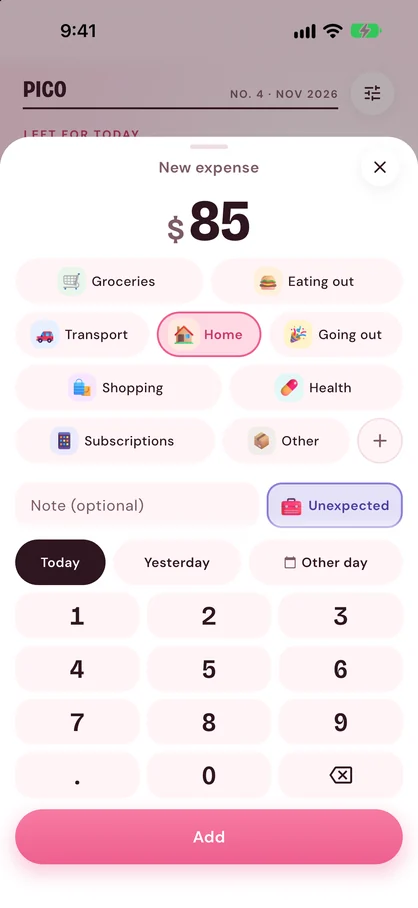 9:41
PICO
NO. 4 · NOV 2026
LEFT FOR TODAY
New expense
$85
Groceries
Eating out
Transport
Home
Going out
Shopping
Health
Subscriptions
Other
Note (optional)
Unexpected
Today
Yesterday
Other day
1 2 3
4 5 6
7 8 9
. 0
Add